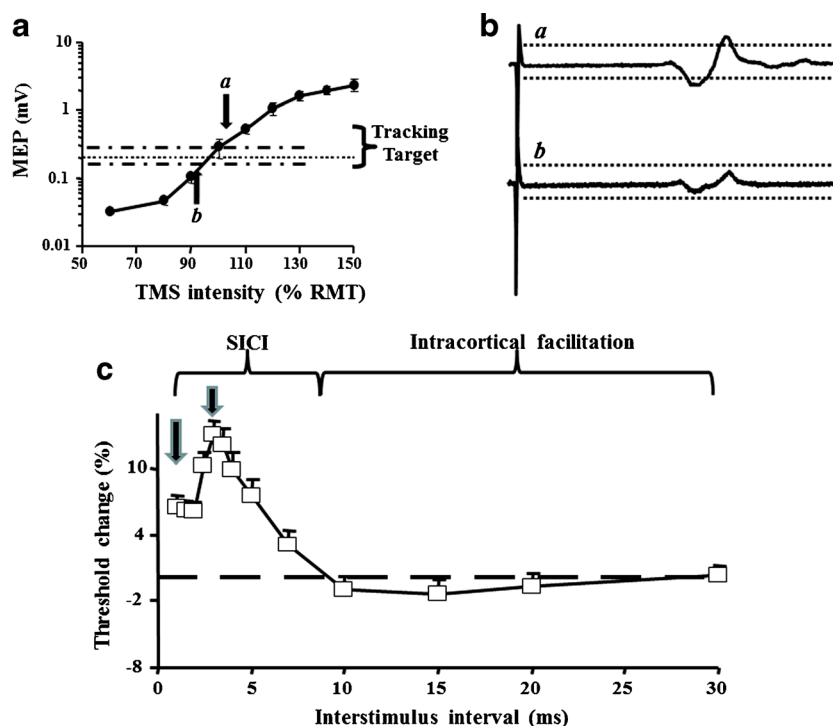 a
MEP (mV)
10
1
0.1
0.01
a
b
Tracking
Target
50 70 90 110 130 150
TMS intensity (% RMT)
b
a
b
c
SICI
Intracortical facilitation
Threshold change (%)
10
4
-2
-8
0 5 10 15 20 25 30
Interstimulus interval (ms)